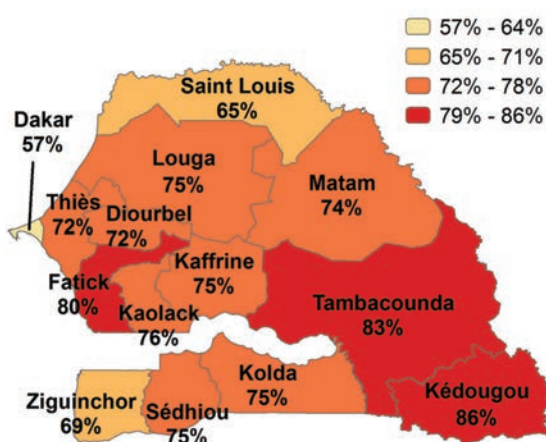 57% - 64%
65% - 71%
72% - 78%
79% - 86%
Saint Louis
65%
Dakar
57%
Louga
75%
Matam
74%
Thiès
72%
Diourbel
72%
Kaffrine
75%
Fatick
80%
Kaolack
76%
Tambacounda
83%
Kolda
75%
Kédougou
86%
Ziguinchor
69%
Sédhiou
75%